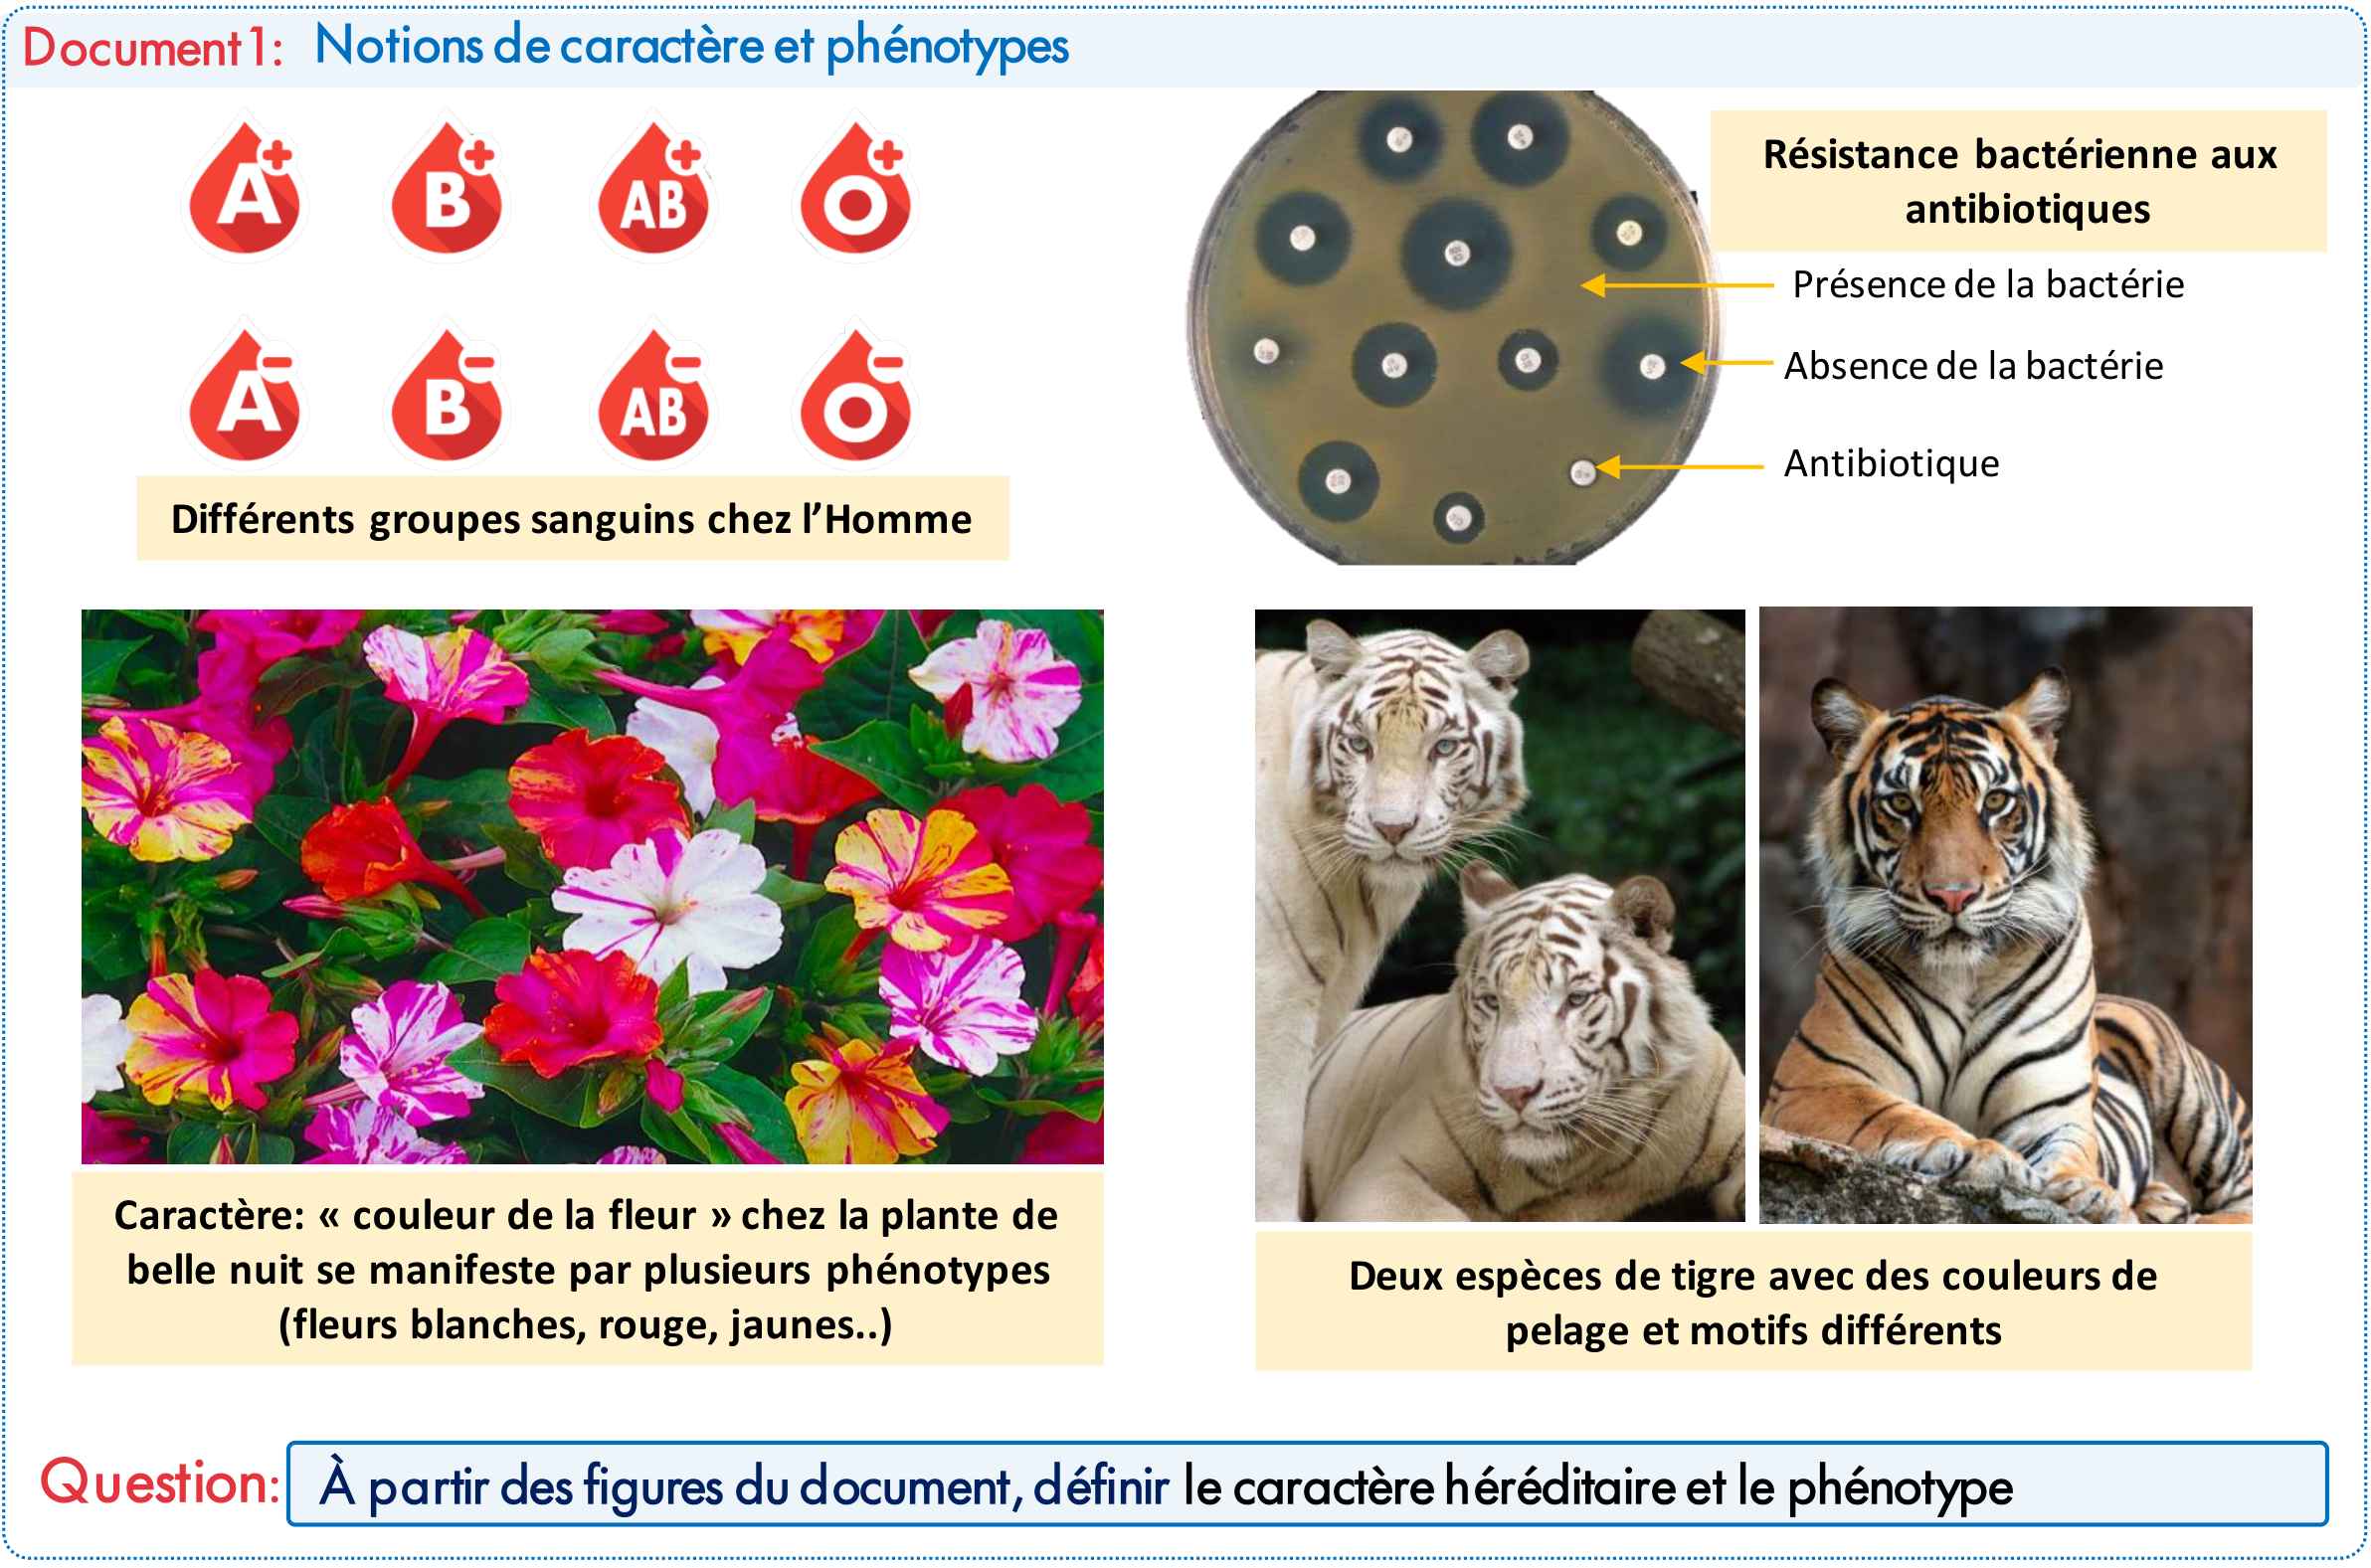 Document1: Notions de caractère et phénotypes
A+ B+ AB+ O+
A- B- AB- O-
Différents groupes sanguins chez l’Homme
Résistance bactérienne aux
antibiotiques
Présence de la bactérie
Absence de la bactérie
Antibiotique
Caractère: « couleur de la fleur » chez la plante de
belle nuit se manifeste par plusieurs phénotypes
(fleurs blanches, rouge, jaunes..)
Deux espèces de tigre avec des couleurs de
pelage et motifs différents
Question: À partir des figures du document, définir le caractère héréditaire et le phénotype